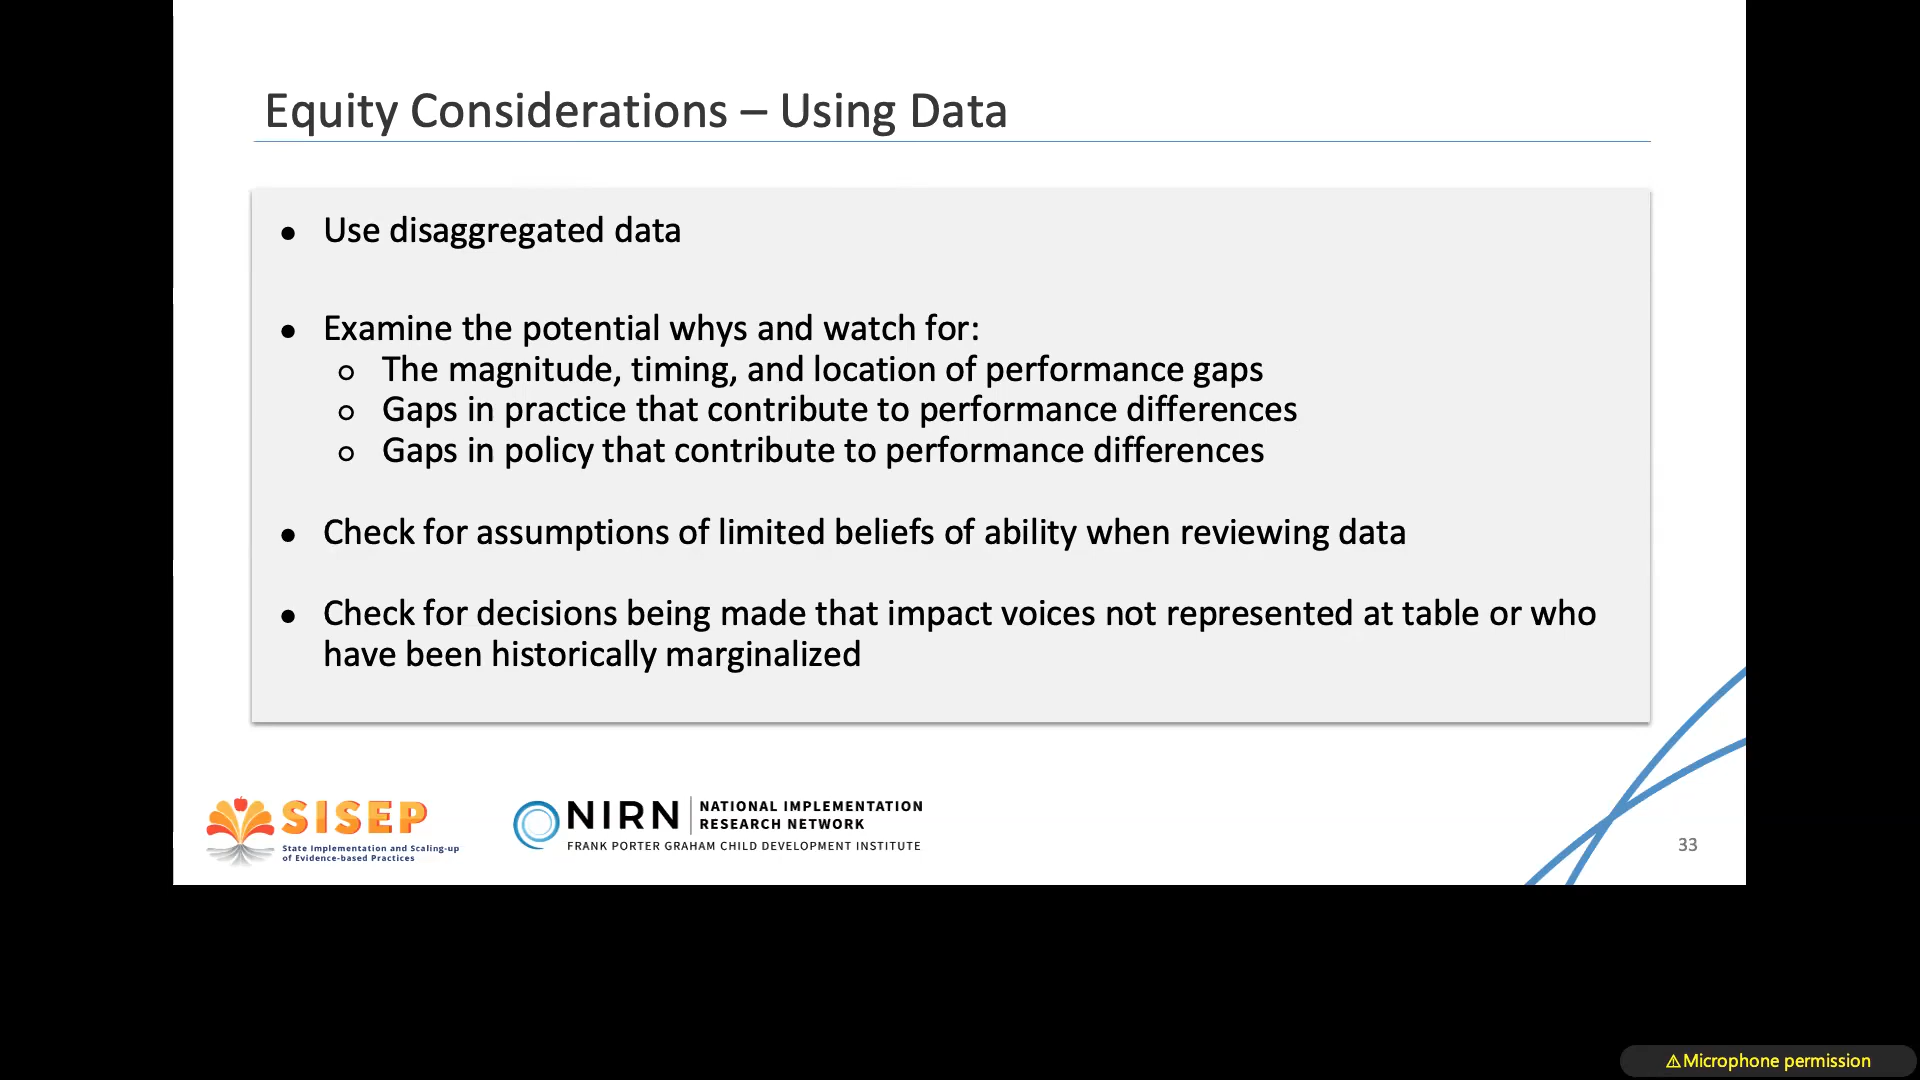 Equity Considerations – Using Data
● Use disaggregated data
● Examine the potential whys and watch for:
○ The magnitude, timing, and location of performance gaps
○ Gaps in practice that contribute to performance differences
○ Gaps in policy that contribute to performance differences
● Check for assumptions of limited beliefs of ability when reviewing data
● Check for decisions being made that impact voices not represented at table or who
have been historically marginalized
SISEP
State Implementation and Scaling-up
of Evidence-based Practices
NIRN
NATIONAL IMPLEMENTATION
RESEARCH NETWORK
FRANK PORTER GRAHAM CHILD DEVELOPMENT INSTITUTE
33
⚠Microphone permission